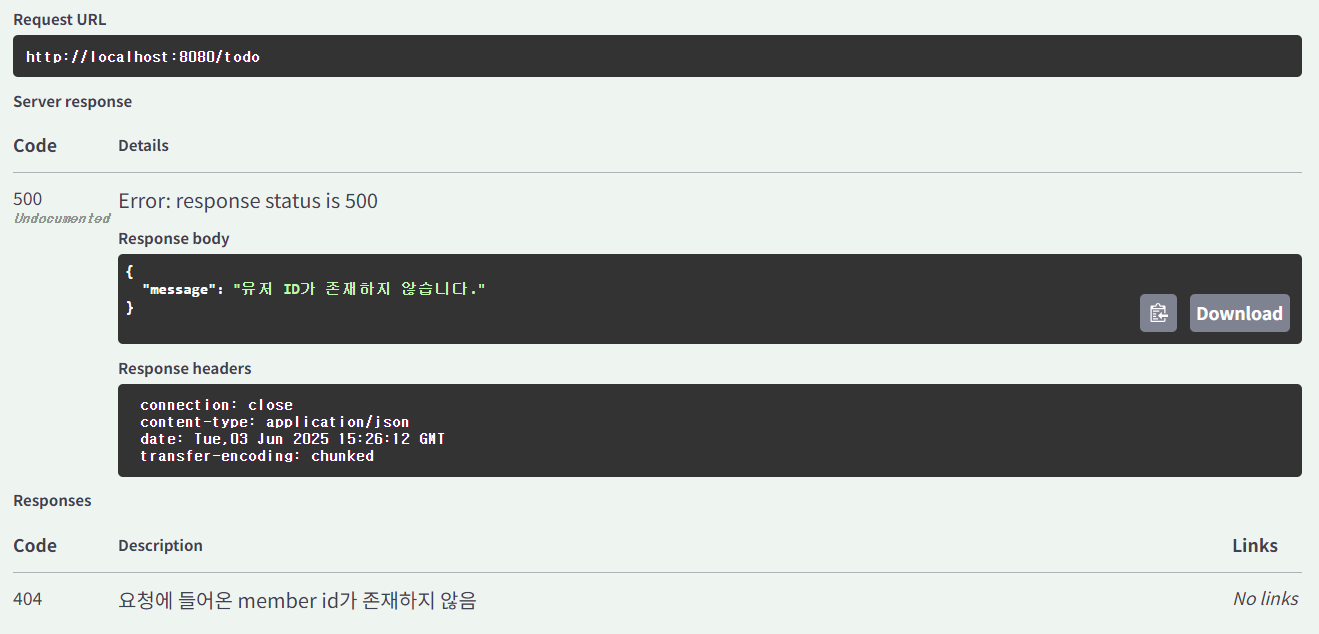 Request URL
http://localhost:8080/todo
Server response
Code Details
500 Error: response status is 500
Undocumented
Response body
{
"message": "유저 ID가 존재하지 않습니다."
}
Download
Response headers
connection: close
content-type: application/json
date: Tue,03 Jun 2025 15:26:12 GMT
transfer-encoding: chunked
Responses
Code Description Links
404 요청에 들어온 member id가 존재하지 않음 No links